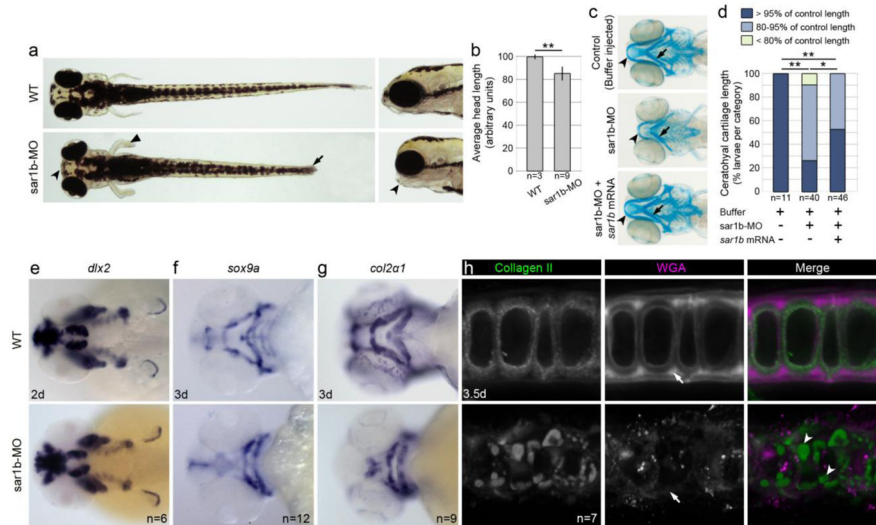 a
WT
sar1b-MO
b
**
Average head length
(arbitrary units)
100
80
60
40
20
0
n=3
n=9
WT
sar1b-MO
c
Control
(Buffer injected)
sar1b-MO
sar1b-MO +
sar1b mRNA
d
> 95% of control length
80-95% of control length
< 80% of control length
**
** *
Ceratohyal cartilage length
(% larvae per category)
100
80
60
40
20
0
n=11 n=40 n=46
Buffer + + +
sar1b-MO - + +
sar1b mRNA - - +
e dlx2
f sox9a
g col2α1
h Collagen II WGA Merge
WT
2d
3d
3d
3.5d
sar1b-MO
n=6
n=12
n=9
n=7